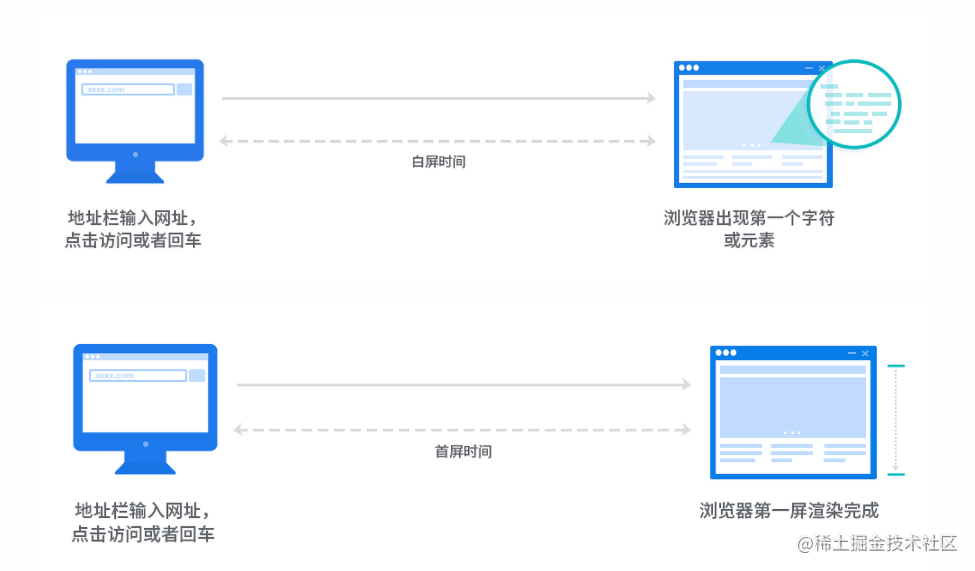 xxxx.com
白屏时间
地址栏输入网址，
点击访问或者回车
浏览器出现第一个字符
或元素
xxxx.com
首屏时间
地址栏输入网址，
点击访问或者回车
浏览器第一屏渲染完成
@稀土掘金技术社区